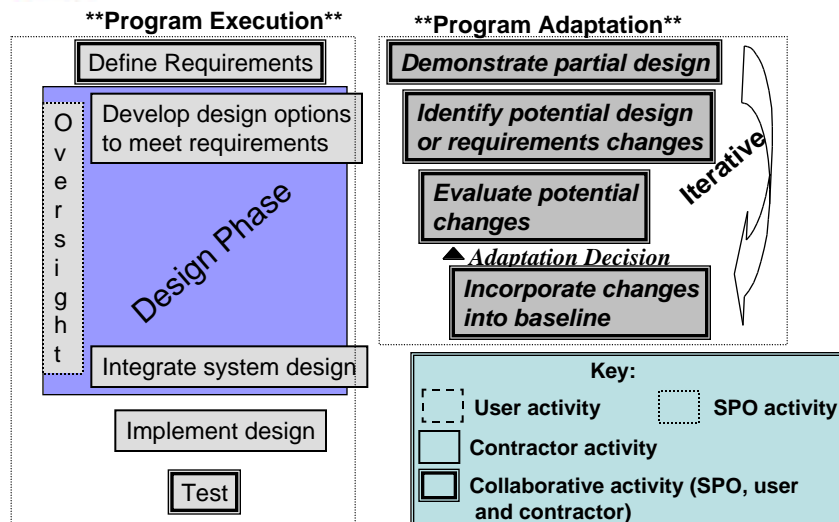 **Program Execution**
Define Requirements
Oversight
Develop design options
to meet requirements
Design Phase
Integrate system design
Implement design
Test
**Program Adaptation**
Demonstrate partial design
Identify potential design
or requirements changes
Evaluate potential
changes
Adaptation Decision
Incorporate changes
into baseline
Iterative
Key:
User activity
SPO activity
Contractor activity
Collaborative activity (SPO, user
and contractor)